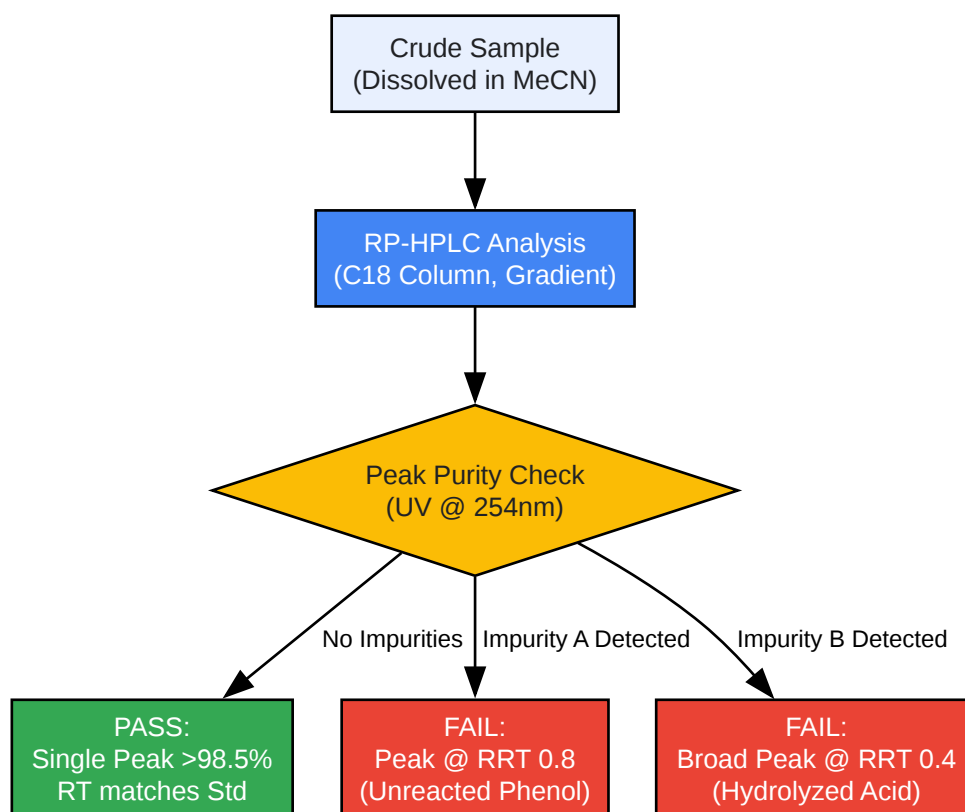 Crude Sample
(Dissolved in MeCN)
RP-HPLC Analysis
(C18 Column, Gradient)
Peak Purity Check
(UV @ 254nm)
No Impurities
Impurity A Detected
Impurity B Detected
PASS:
Single Peak >98.5%
RT matches Std
FAIL:
Peak @ RRT 0.8
(Unreacted Phenol)
FAIL:
Broad Peak @ RRT 0.4
(Hydrolyzed Acid)